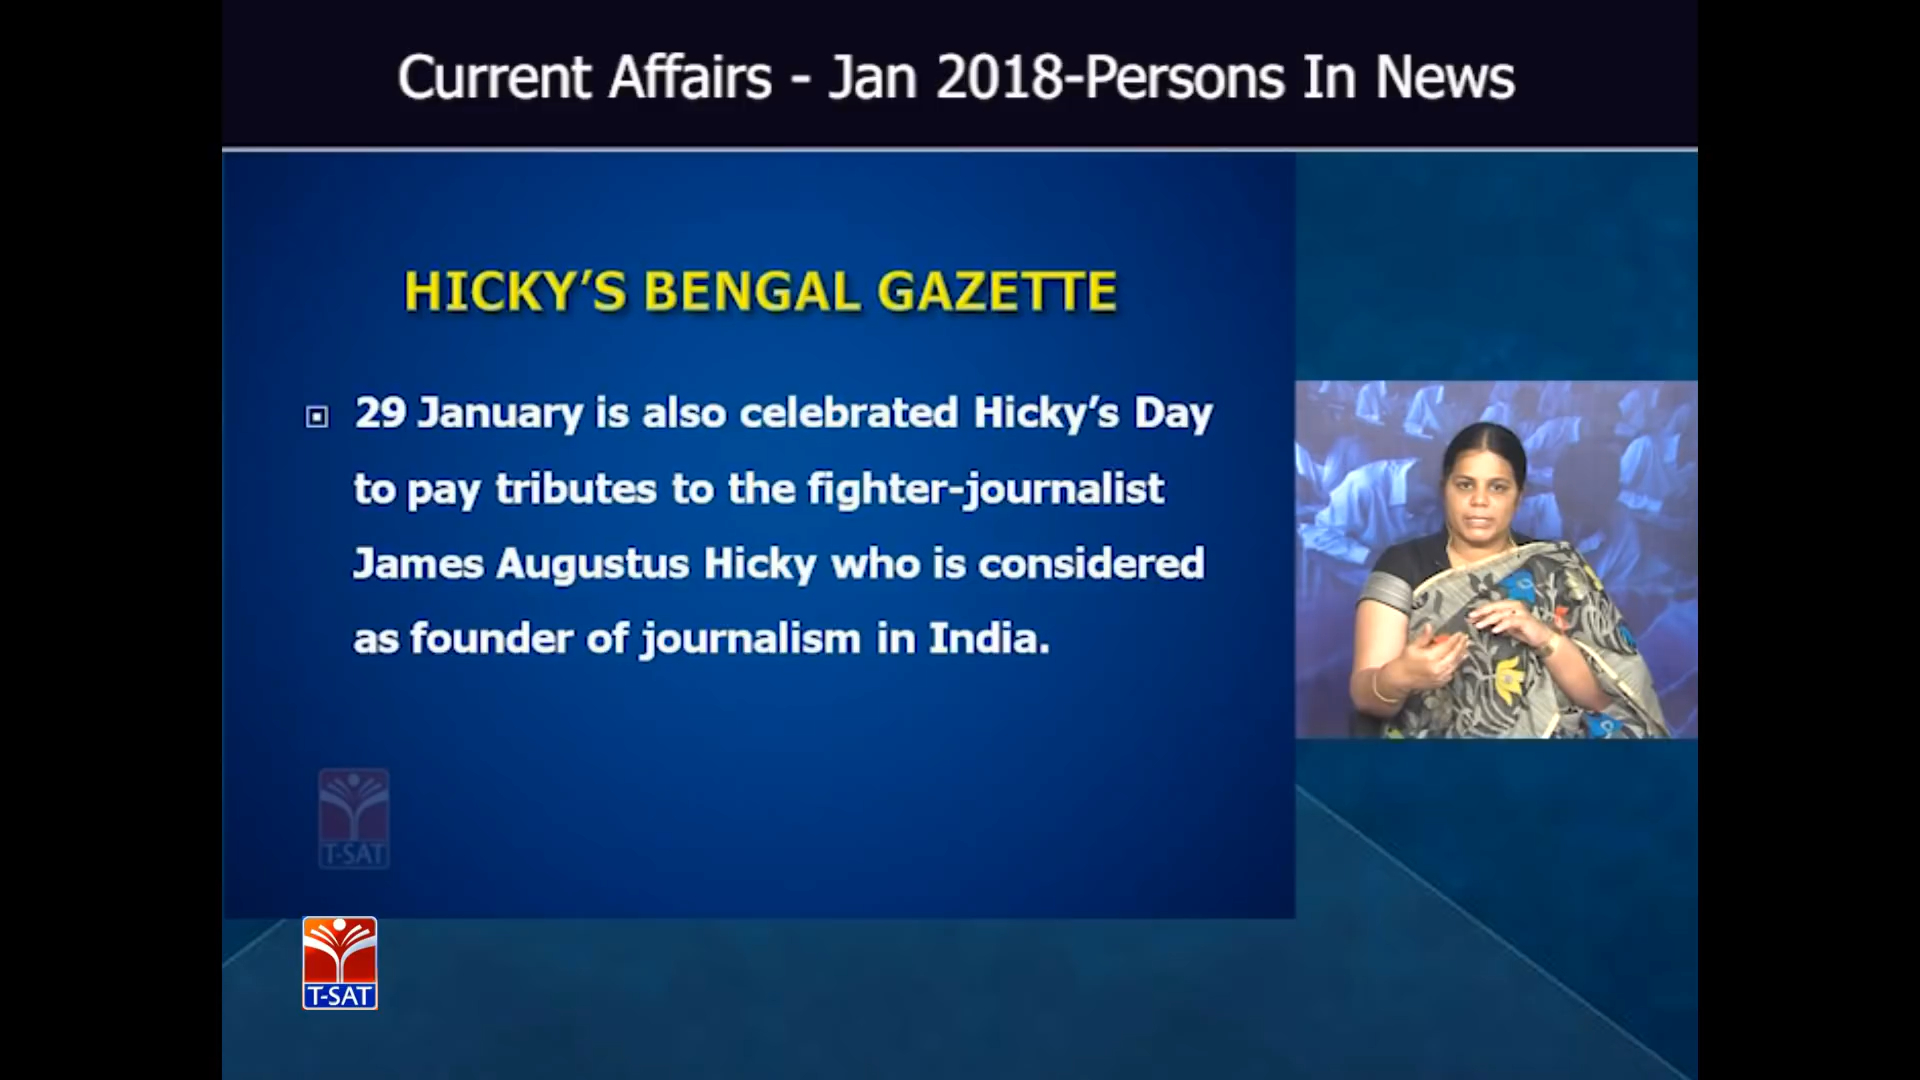 Current Affairs - Jan 2018-Persons In News
HICKY’S BENGAL GAZETTE
29 January is also celebrated Hicky’s Day
to pay tributes to the fighter-journalist
James Augustus Hicky who is considered
as founder of journalism in India.
T-SAT
T-SAT